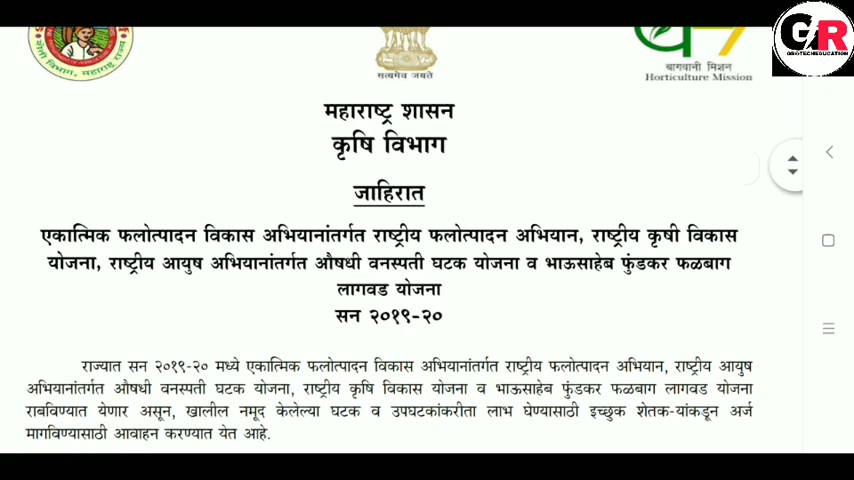 शेती विभाग, महाराष्ट्र राज्य
सत्यमेव जयते
बागवानी मिशन
Horticulture Mission
GR
GROTECHEDUCATION
महाराष्ट्र शासन
कृषि विभाग
जाहिरात
एकात्मिक फलोत्पादन विकास अभियानांतर्गत राष्ट्रीय फलोत्पादन अभियान, राष्ट्रीय कृषी विकास
योजना, राष्ट्रीय आयुष अभियानांतर्गत औषधी वनस्पती घटक योजना व भाऊसाहेब फुंडकर फळबाग
लागवड योजना
सन २०१९-२०
राज्यात सन २०१९-२० मध्ये एकात्मिक फलोत्पादन विकास अभियानांतर्गत राष्ट्रीय फलोत्पादन अभियान, राष्ट्रीय आयुष
अभियानांतर्गत औषधी वनस्पती घटक योजना, राष्ट्रीय कृषि विकास योजना व भाऊसाहेब फुंडकर फळबाग लागवड योजना
राबविण्यात येणार असून, खालील नमूद केलेल्या घटक व उपघटकांकरीता लाभ घेण्यासाठी इच्छुक शेतक-यांकडून अर्ज
मागविण्यासाठी आवाहन करण्यात येत आहे.